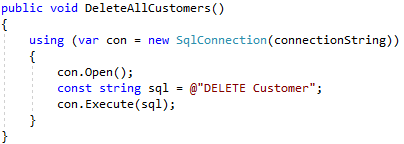 public void DeleteAllCustomers()
{
    using (var con = new SqlConnection(connectionString))
    {
        con.Open();
        const string sql = @"DELETE Customer";
        con.Execute(sql);
    }
}